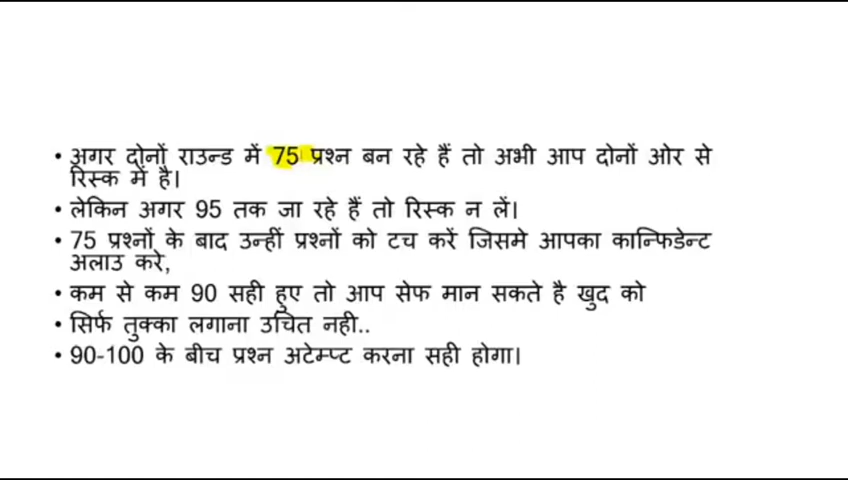 • अगर दोनों राउन्ड में 75 प्रश्न बन रहे हैं तो अभी आप दोनों ओर से
रिस्क में है।
• लेकिन अगर 95 तक जा रहे हैं तो रिस्क न लें।
• 75 प्रश्नों के बाद उन्हीं प्रश्नों को टच करें जिसमे आपका कान्फिडेन्ट
अलाउ करे,
• कम से कम 90 सही हुए तो आप सेफ मान सकते है खुद को
• सिर्फ तुक्का लगाना उचित नही..
• 90-100 के बीच प्रश्न अटेम्प्ट करना सही होगा।